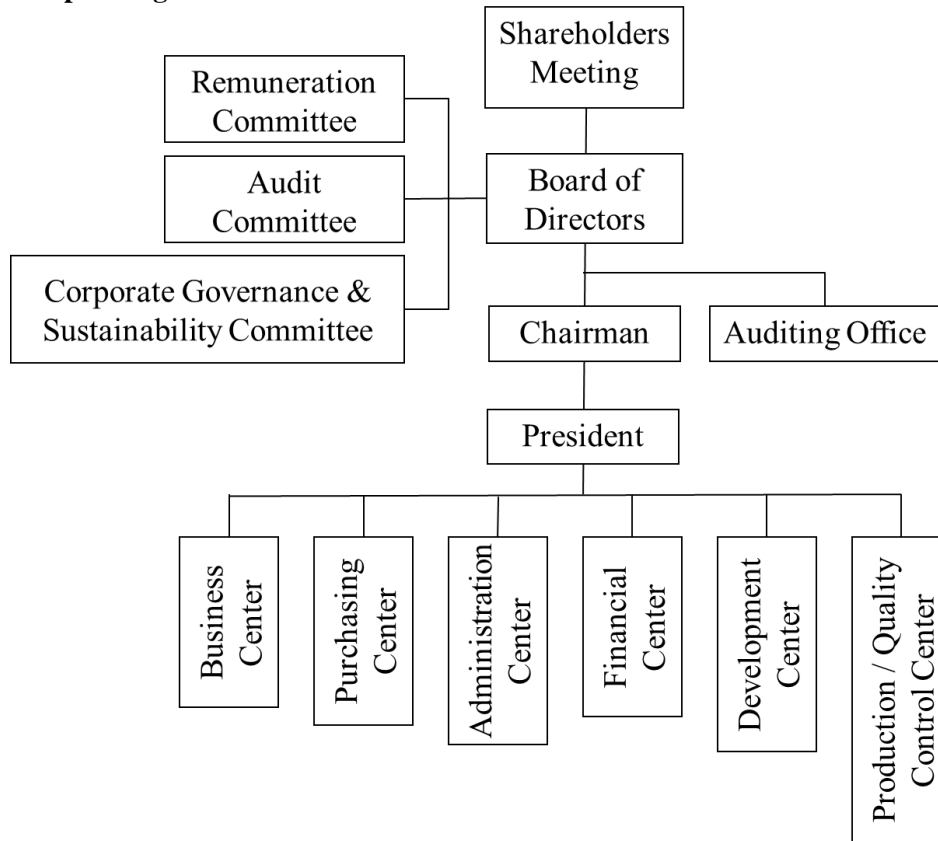 Shareholders
Meeting
Remuneration
Committee
Audit
Committee
Board of
Directors
Corporate Governance &
Sustainability Committee
Chairman
Auditing Office
President
Business
Center
Purchasing
Center
Administration
Center
Financial
Center
Development
Center
Production / Quality
Control Center